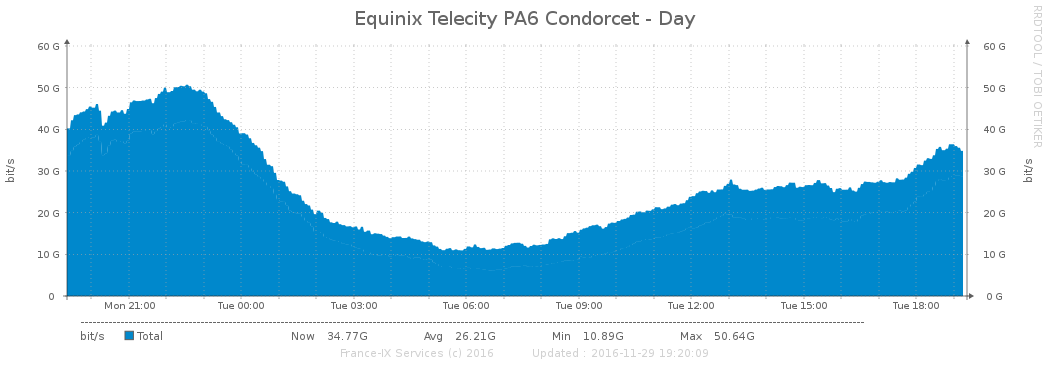 Equinix Telecity PA6 Condorcet - Day
RRDTOOL / TOBI OETIKER
60 G 60 G
50 G 50 G
40 G 40 G
30 G 30 G
20 G 20 G
10 G 10 G
0 0 G
bit/s
bit/s
Mon 21:00 Tue 00:00 Tue 03:00 Tue 06:00 Tue 09:00 Tue 12:00 Tue 15:00 Tue 18:00
bit/s Total Now 34.77G Avg 26.21G Min 10.89G Max 50.64G
France-IX Services (c) 2016 Updated : 2016-11-29 19:20:09